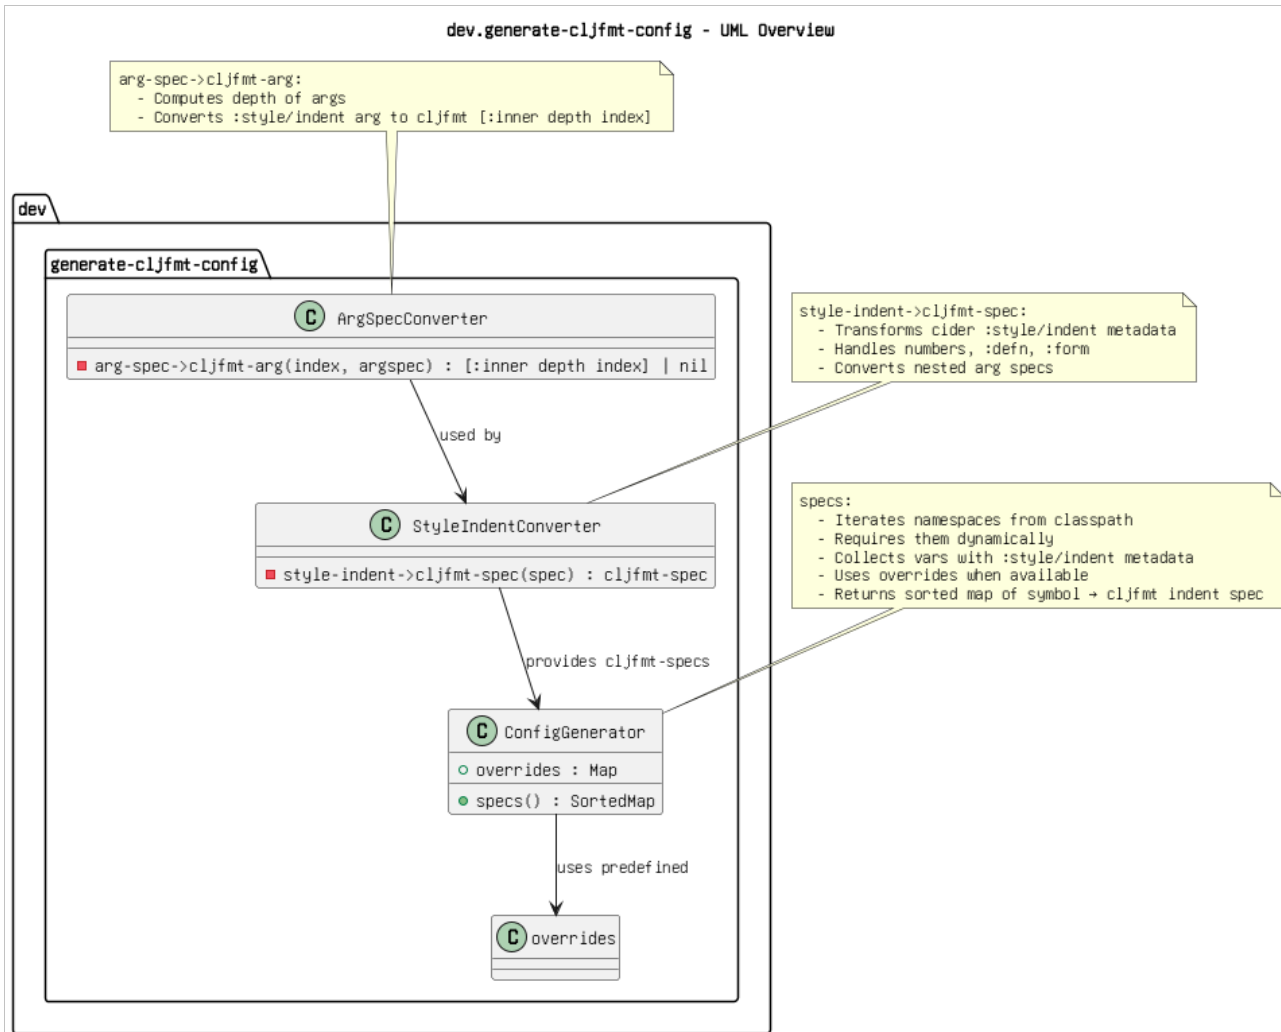 dev.generate-cljfmt-config - UML Overview
arg-spec->cljfmt-arg:
- Computes depth of args
- Converts :style/indent arg to cljfmt [:inner depth index]
dev
generate-cljfmt-config
C ArgSpecConverter
arg-spec->cljfmt-arg(index, argspec) : [:inner depth index] | nil
style-indent->cljfmt-spec:
- Transforms cider :style/indent metadata
- Handles numbers, :defn, :form
- Converts nested arg specs
used by
C StyleIndentConverter
style-indent->cljfmt-spec(spec) : cljfmt-spec
specs:
- Iterates namespaces from classpath
- Requires them dynamically
- Collects vars with :style/indent metadata
- Uses overrides when available
- Returns sorted map of symbol → cljfmt indent spec
provides cljfmt-specs
C ConfigGenerator
overrides : Map
specs() : SortedMap
uses predefined
C overrides